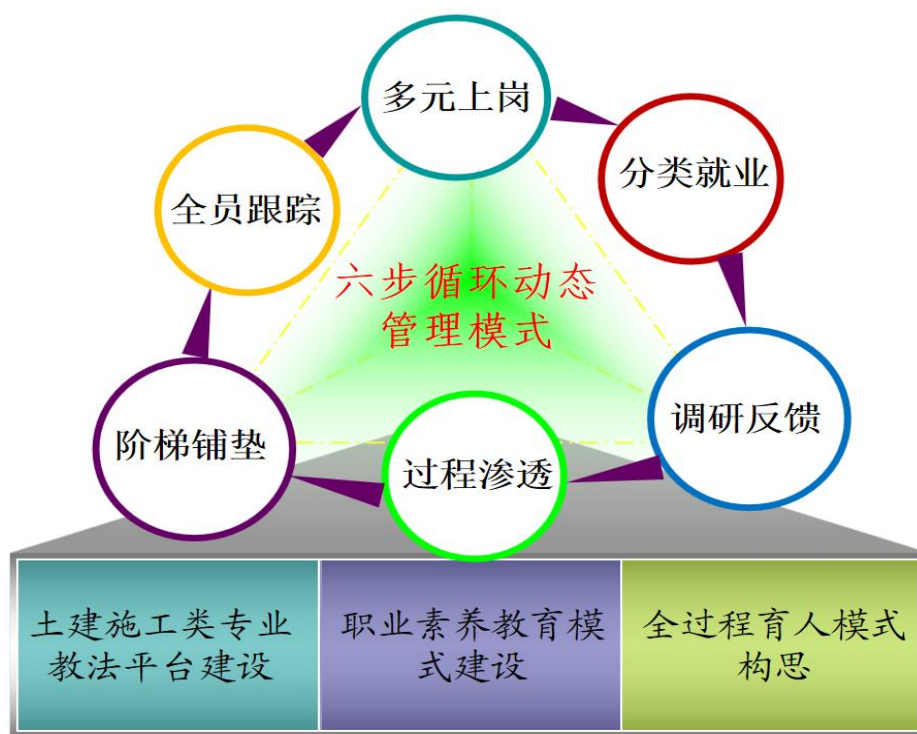 多元上岗
分类就业
全员跟踪
六步循环动态
管理模式
调研反馈
阶梯铺垫
过程渗透
土建施工类专业
教法平台建设
职业素养教育模
式建设
全过程育人模式
构思